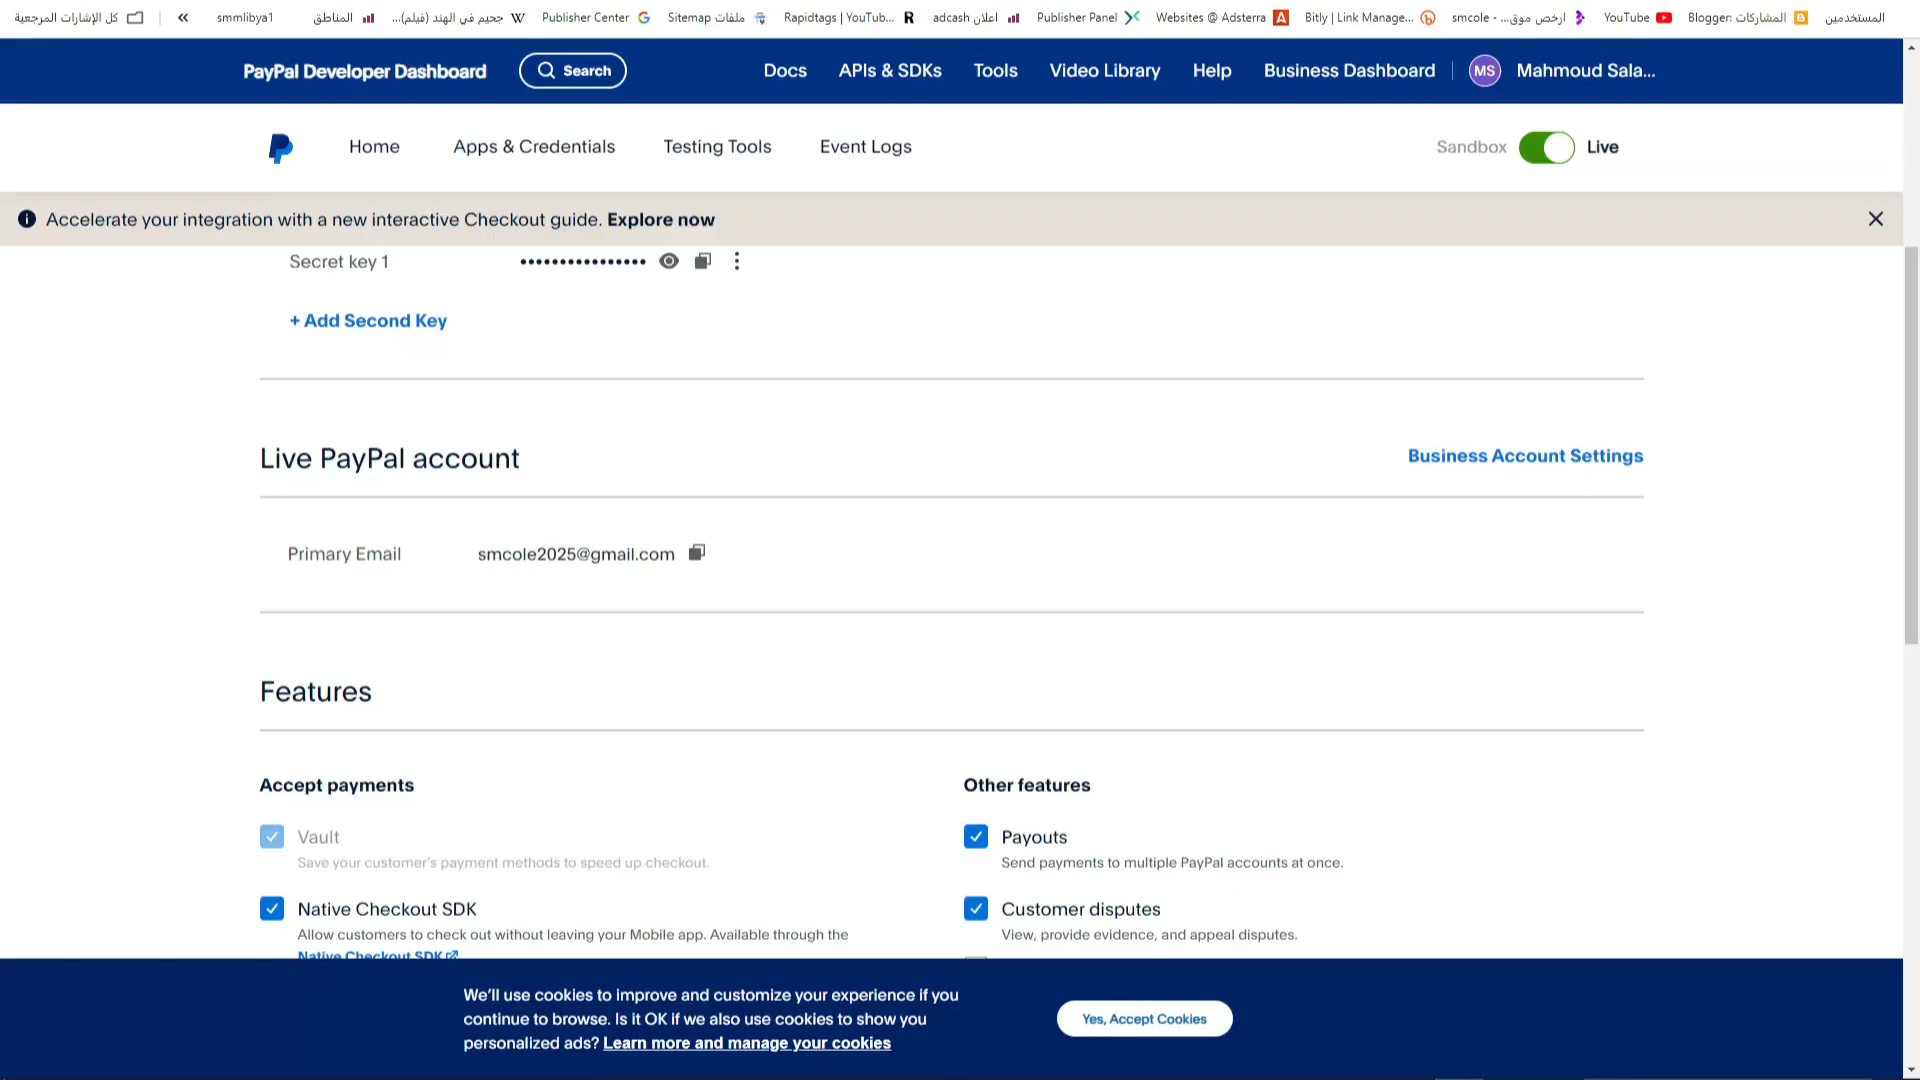 كل الإشارات المرجعية « smmlibya1 المناطق جحيم في الهند (فيلم)... Publisher Center Sitemap ملفات Rapidtags | YouTub... adcash اعلان Publisher Panel Websites @ Adsterra Bitly | Link Manage... smcole - ارخص موق... YouTube Blogger: المشاركات المستخدمين
PayPal Developer Dashboard Search Docs APIs & SDKs Tools Video Library Help Business Dashboard MS Mahmoud Sala...
Home Apps & Credentials Testing Tools Event Logs Sandbox Live
Accelerate your integration with a new interactive Checkout guide. Explore now
Secret key 1 ••••••••••••••••
+ Add Second Key
Live PayPal account Business Account Settings
Primary Email smcole2025@gmail.com
Features
Accept payments
Vault
Save your customer's payment methods to speed up checkout.
Native Checkout SDK
Allow customers to check out without leaving your Mobile app. Available through the
Native Checkout SDK
Other features
Payouts
Send payments to multiple PayPal accounts at once.
Customer disputes
View, provide evidence, and appeal disputes.
We'll use cookies to improve and customize your experience if you
continue to browse. Is it OK if we also use cookies to show you
personalized ads? Learn more and manage your cookies
Yes, Accept Cookies